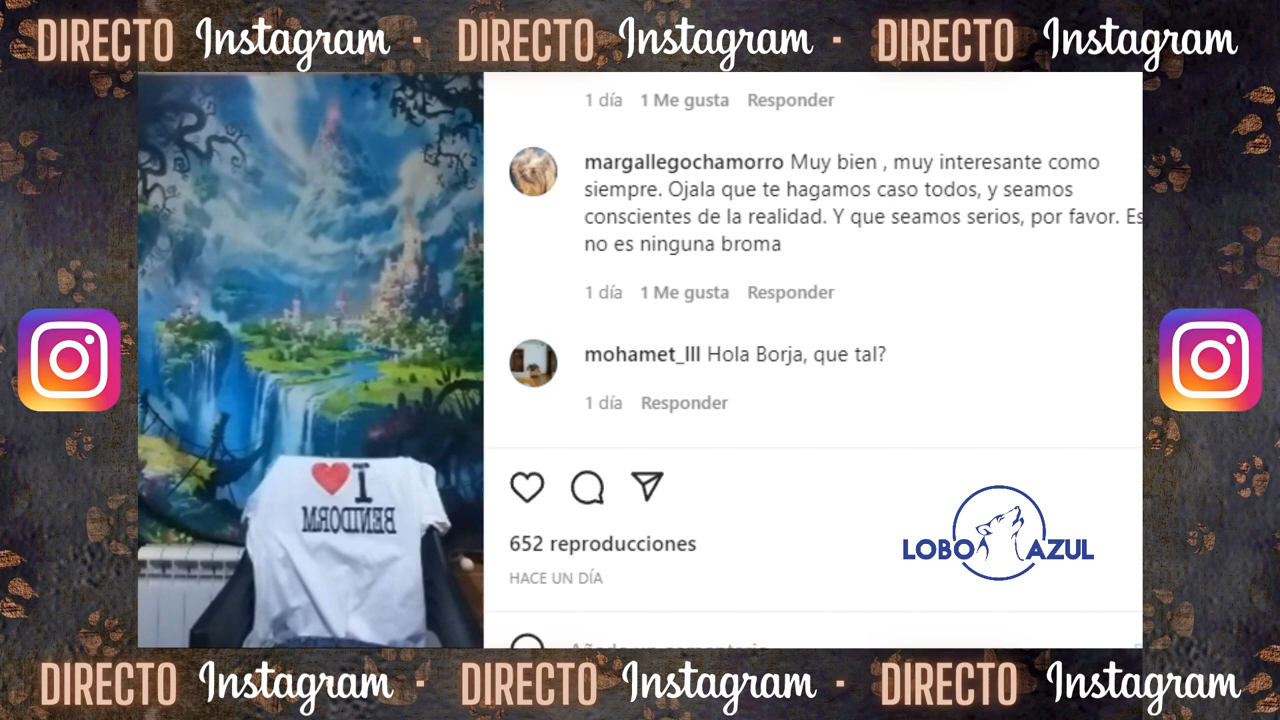 DIRECTO Instagram · DIRECTO Instagram · DIRECTO Instagram
1 día 1 Me gusta Responder
margallegochamorro Muy bien , muy interesante como
siempre. Ojala que te hagamos caso todos, y seamos
conscientes de la realidad. Y que seamos serios, por favor. Es
no es ninguna broma
1 día 1 Me gusta Responder
mohamet_lll Hola Borja, que tal?
1 día Responder
I ❤
BENIDORM
652 reproducciones
HACE UN DÍA
LOBO AZUL
DIRECTO Instagram · DIRECTO Instagram · DIRECTO Instagram